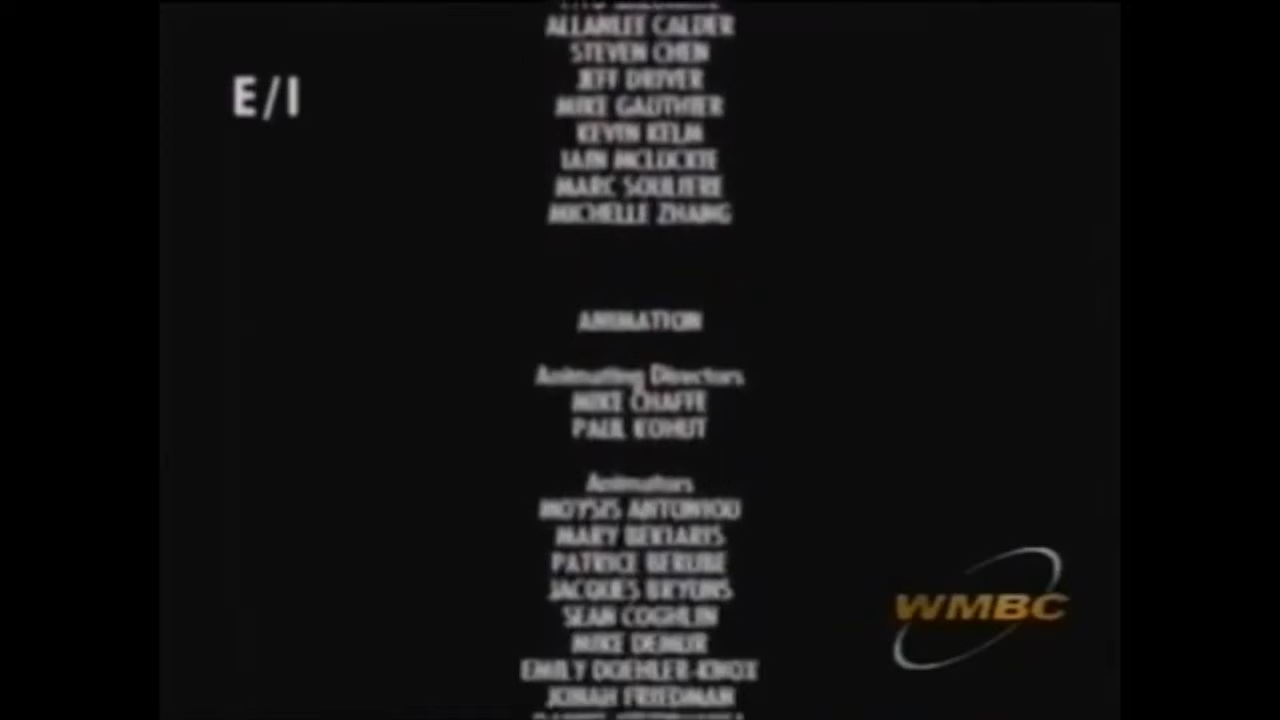 ALLANLEE CALDER
STEVEN CHEN
JEFF DRIVER
E/I
MIKE GAUTHIER
KEVIN KELM
IAIN MCLUCKIE
MARC SOULIERE
MICHELLE ZHANG
ANIMATION
Animating Directors
MIKE CHAFFE
PAUL KOHUT
Animators
MOYSIS ANTONIOU
MARY BEKIARIS
PATRICE BERUBE
JACQUES BRYONS
SEAN COGHLIN
WMBC
MIKE DEMUR
EMILY DOEHLER-KNOX
JONAH FRIEDMAN